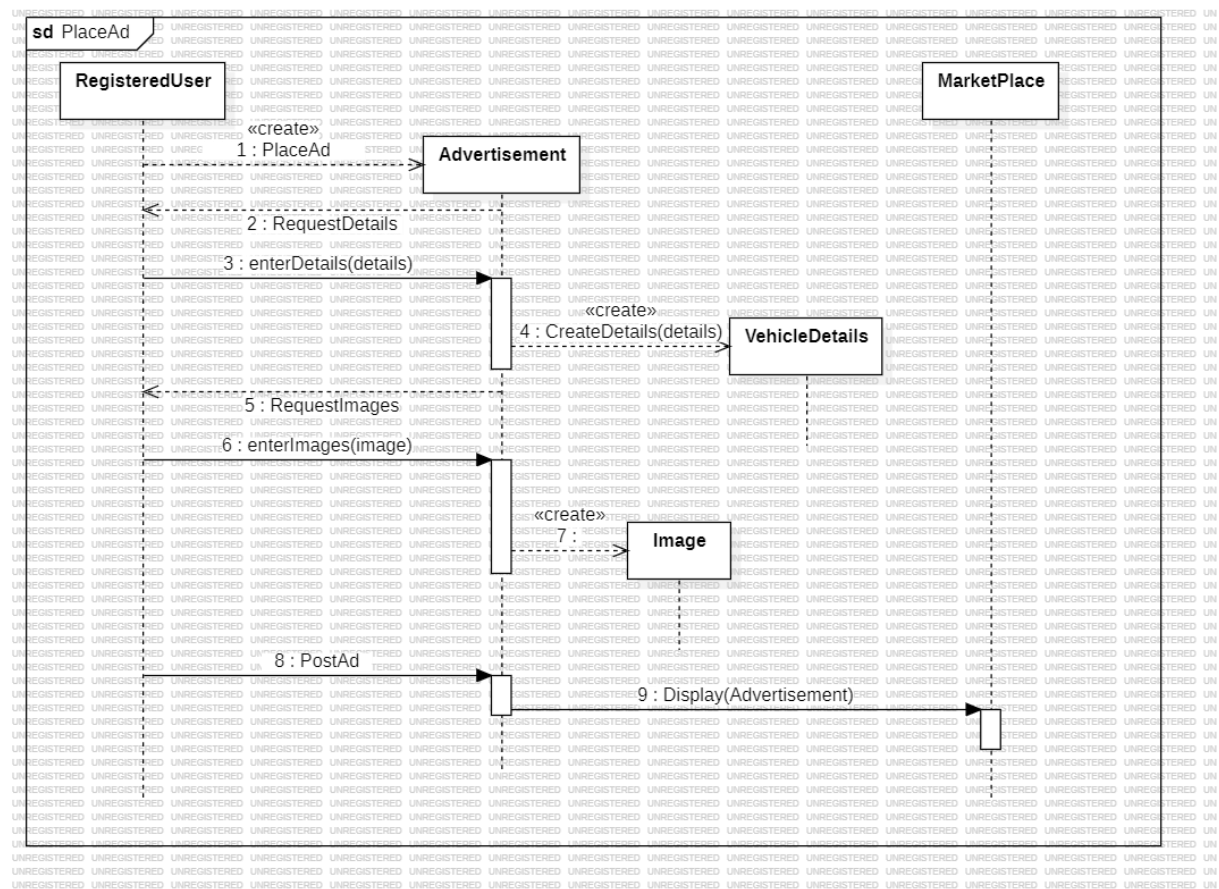 sd PlaceAd
RegisteredUser
MarketPlace
«create»
1 : PlaceAd
Advertisement
2 : RequestDetails
3 : enterDetails(details)
«create»
4 : CreateDetails(details)
VehicleDetails
5 : RequestImages
6 : enterImages(image)
«create»
7 :
Image
8 : PostAd
9 : Display(Advertisement)
UNREGISTERED